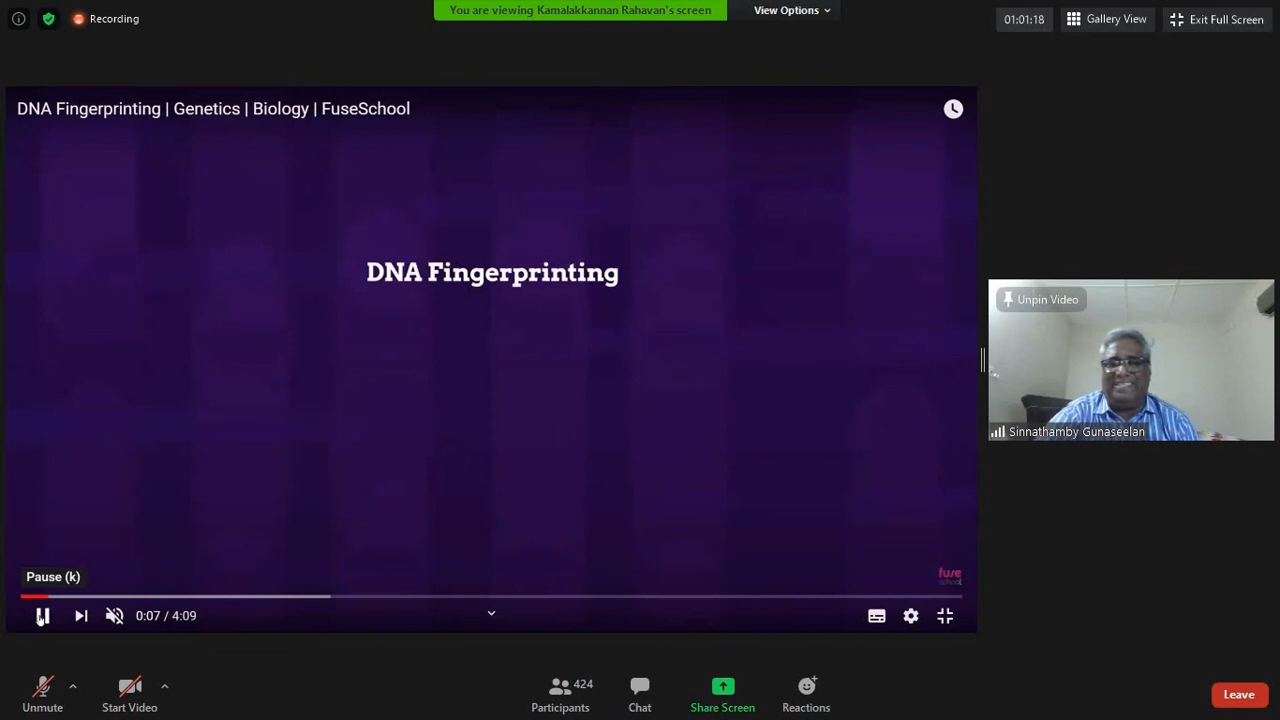 Recording
You are viewing Kamalakkannan Rahavan's screen
View Options
01:01:18
Gallery View
Exit Full Screen
DNA Fingerprinting | Genetics | Biology | FuseSchool
DNA Fingerprinting
Unpin Video
Sinnathamby Gunaseelan
fuse
school
Pause (k)
0:07 / 4:09
Unmute
Start Video
424
Participants
Chat
Share Screen
Reactions
Leave